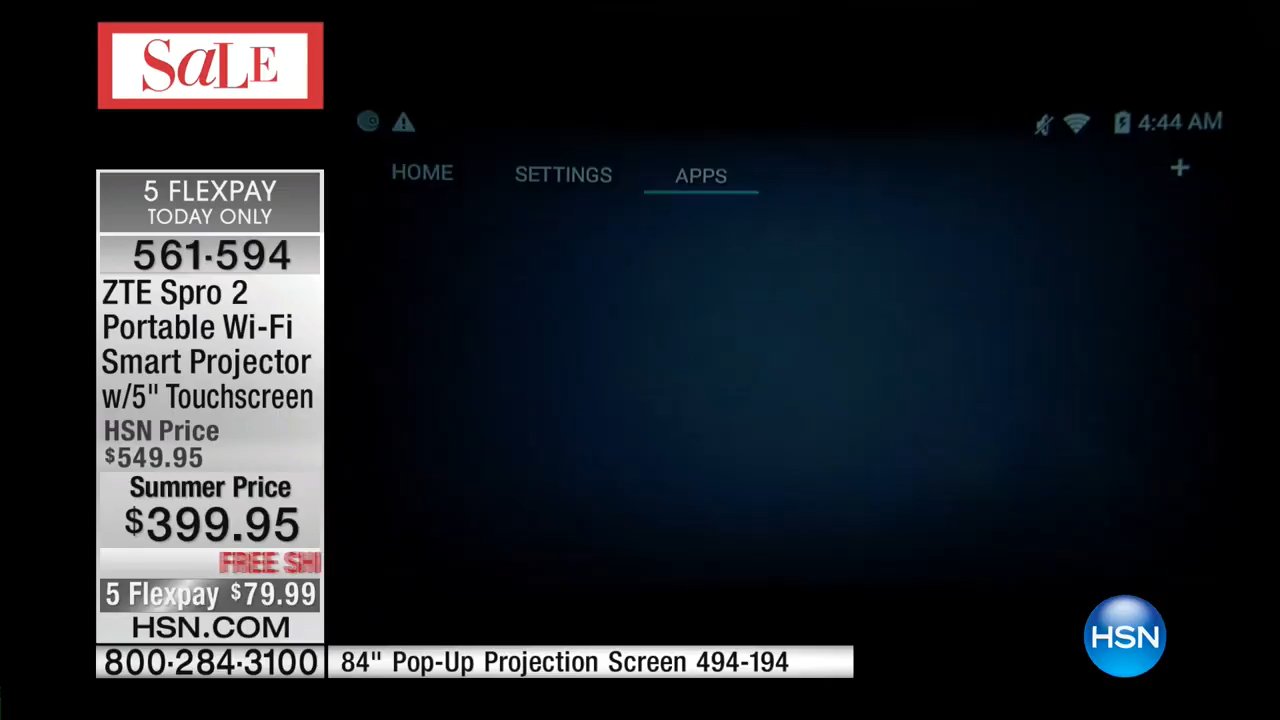 SaLE
4:44 AM
HOME SETTINGS APPS +
5 FLEXPAY
TODAY ONLY
561·594
ZTE Spro 2
Portable Wi-Fi
Smart Projector
w/5" Touchscreen
HSN Price
$549.95
Summer Price
$399.95
FREE SHI
5 Flexpay $79.99
HSN.COM
800·284·3100
84" Pop-Up Projection Screen 494-194
HSN